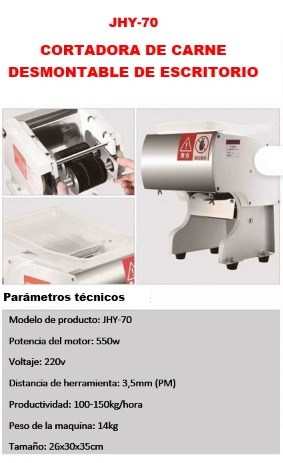 JHY-70
CORTADORA DE CARNE
DESMONTABLE DE ESCRITORIO
Parámetros técnicos
Modelo de producto: JHY-70
Potencia del motor: 550w
Voltaje: 220v
Distancia de herramienta: 3,5mm (PM)
Productividad: 100-150kg/hora
Peso de la maquina: 14kg
Tamaño: 26x30x35cm